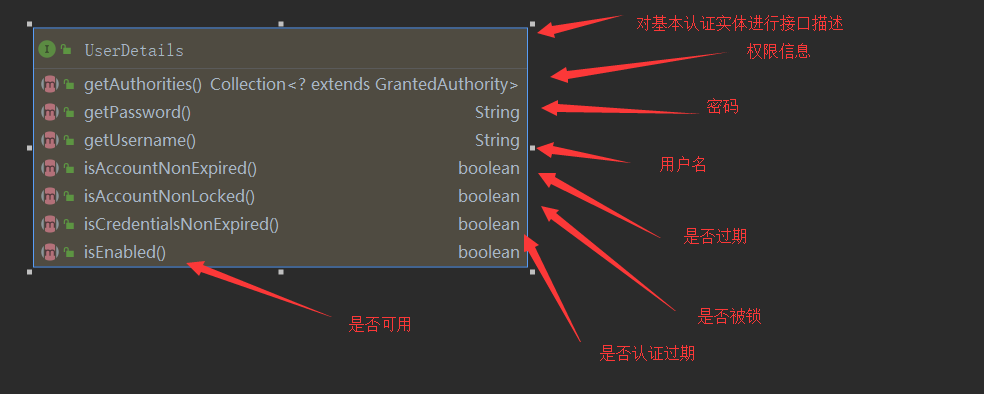 对基本认证实体进行接口描述
UserDetails
权限信息
getAuthorities() Collection<? extends GrantedAuthority>
密码
getPassword() String
getUsername() String
用户名
isAccountNonExpired() boolean
isAccountNonLocked() boolean
isCredentialsNonExpired() boolean
是否过期
isEnabled() boolean
是否被锁
是否可用
是否认证过期